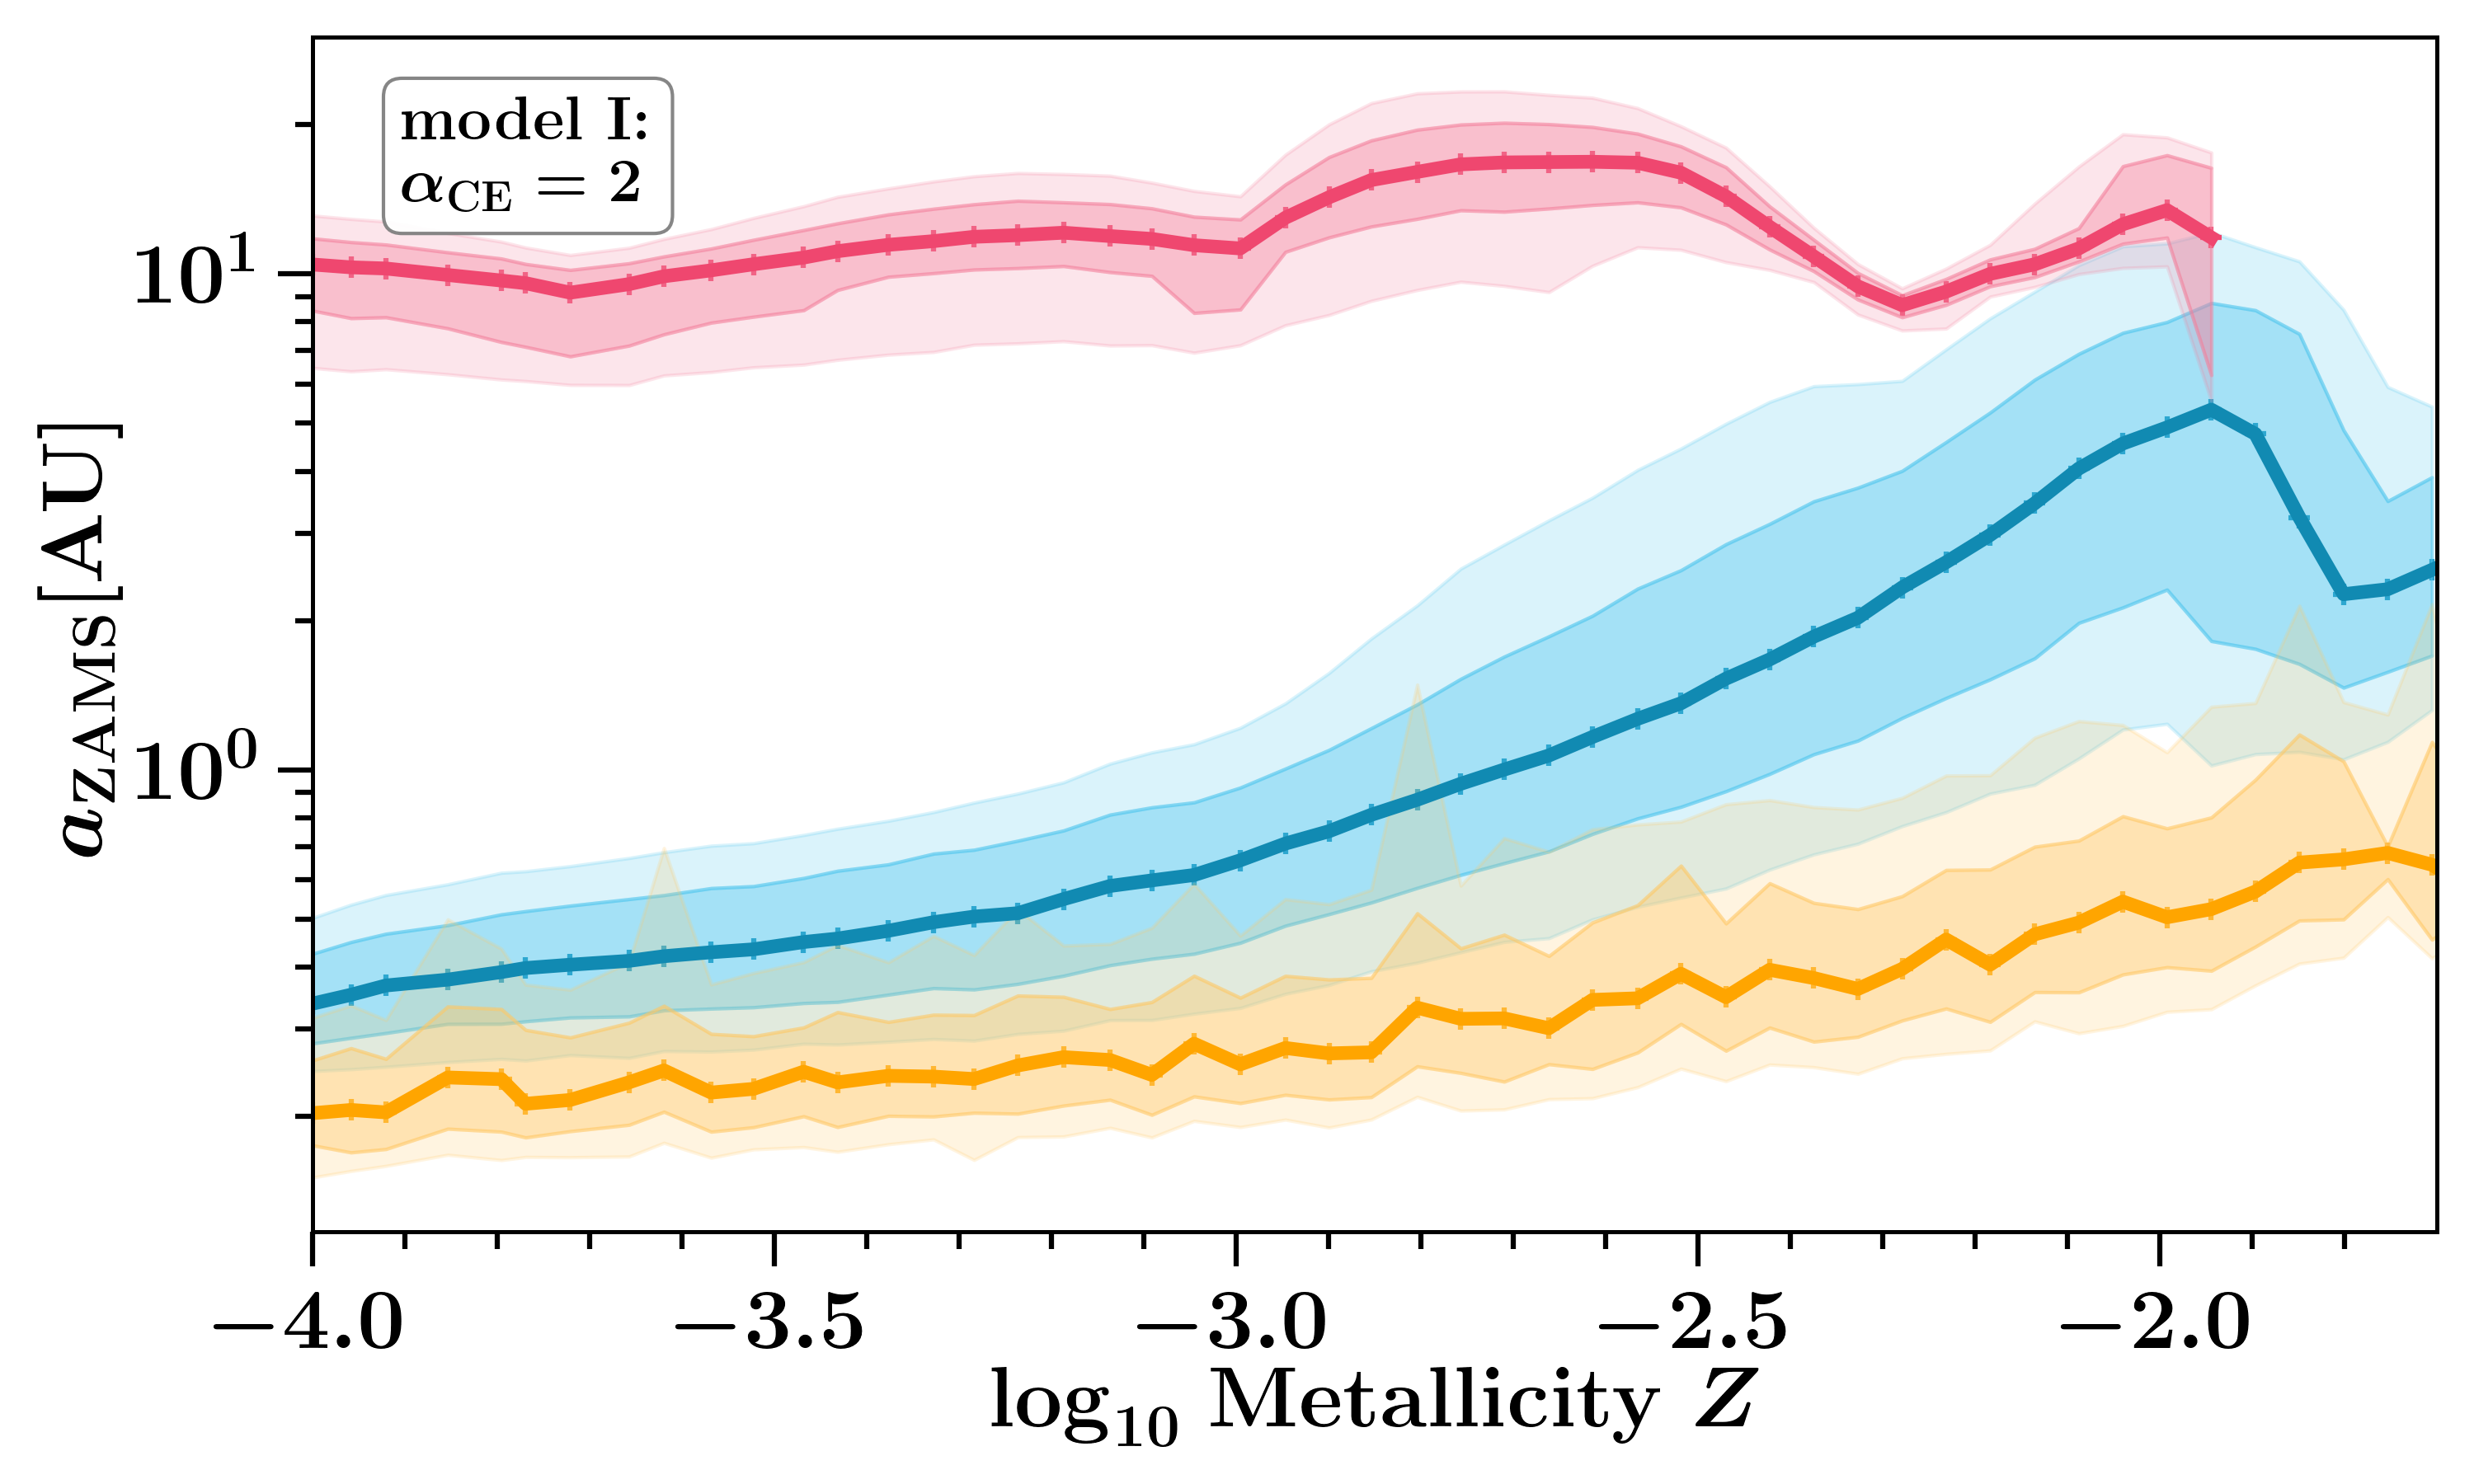 model I:
α_CE = 2
10^1
10^0
a_ZAMS [AU]
−4.0 −3.5 −3.0 −2.5 −2.0
log_10 Metallicity Z